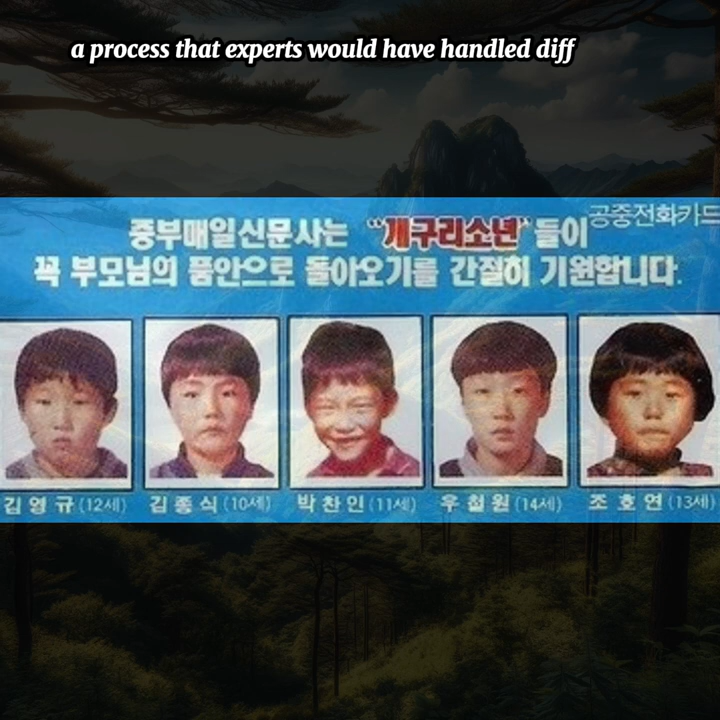 a process that experts would have handled diff
공중전화카드
중부매일신문사는 "개구리소년"들이
꼭 부모님의 품안으로 돌아오기를 간절히 기원합니다.
김영규(12세) 김종식(10세) 박찬인(11세) 우철원(14세) 조호연(13세)